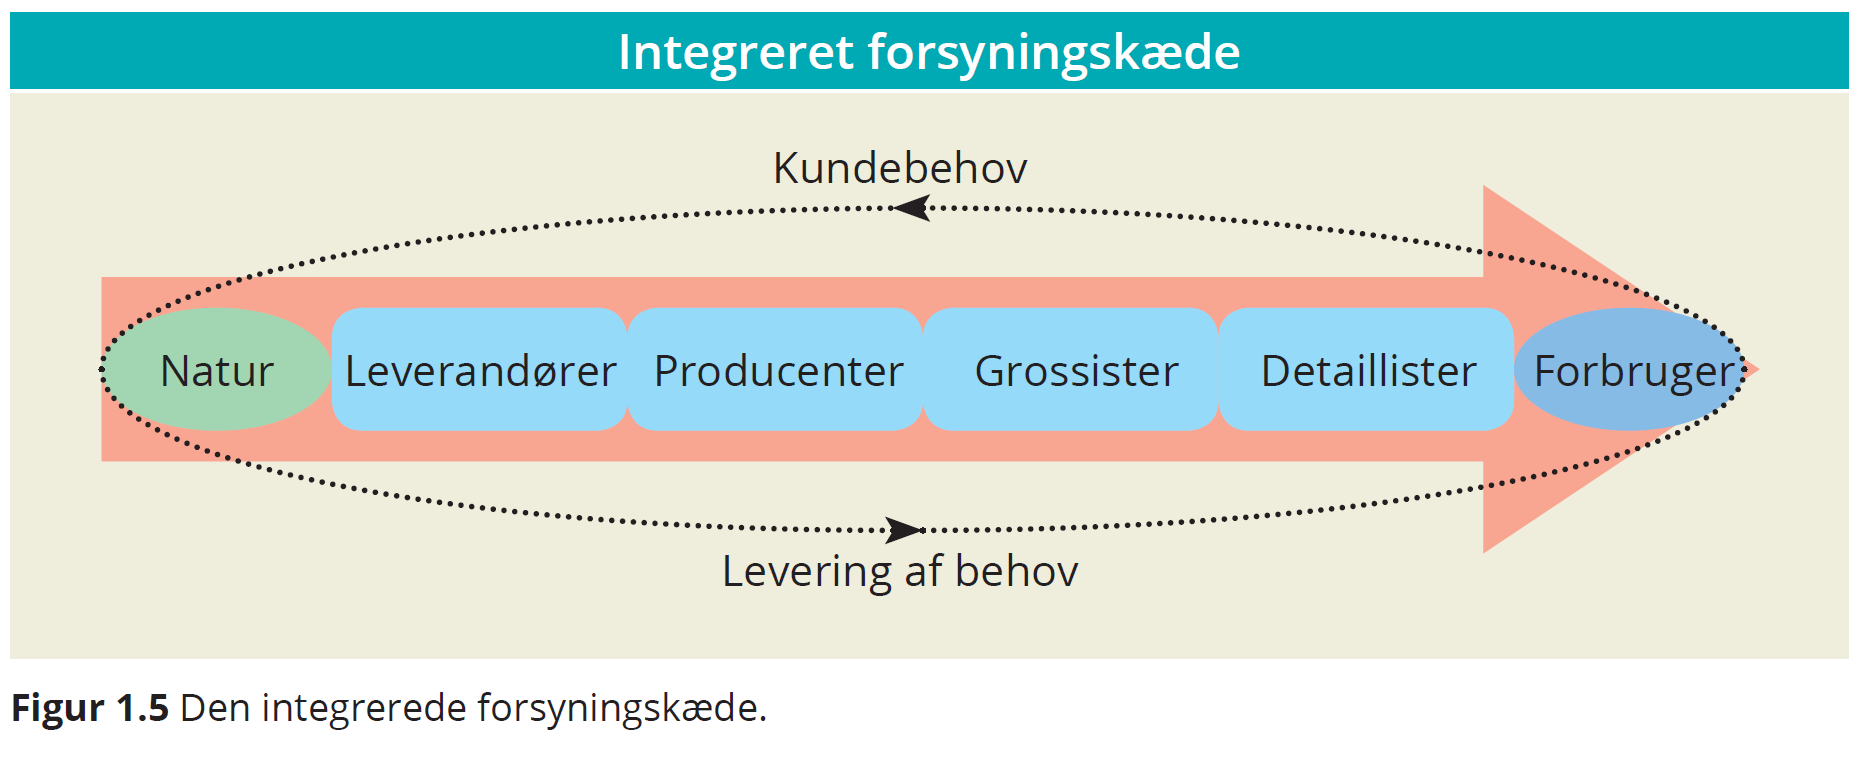 Integreret forsyningskæde
Kundebehov
Natur Leverandører Producenter Grossister Detaillister Forbruger
Levering af behov
Figur 1.5 Den integrerede forsyningskæde.